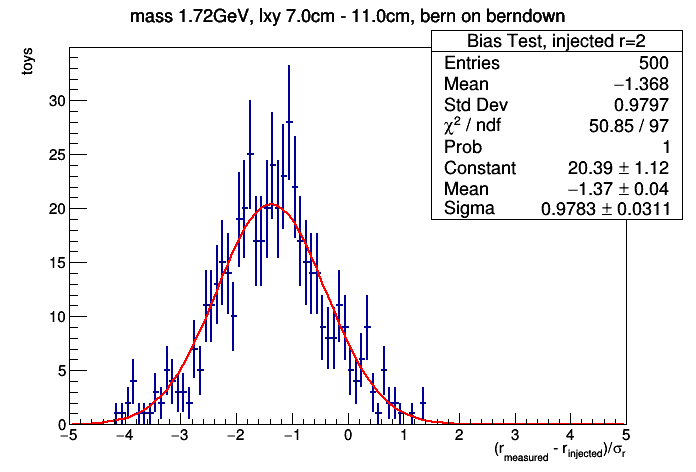 mass 1.72GeV, lxy 7.0cm - 11.0cm, bern on berndown
toys
Bias Test, injected r=2
Entries 500
Mean −1.368
Std Dev 0.9797
χ² / ndf 50.85 / 97
Prob 1
Constant 20.39 ± 1.12
Mean −1.37 ± 0.04
Sigma 0.9783 ± 0.0311
30
25
20
15
10
5
0
−5 −4 −3 −2 −1 0 1 2 3 4 5
(r_measured - r_injected)/σ_r